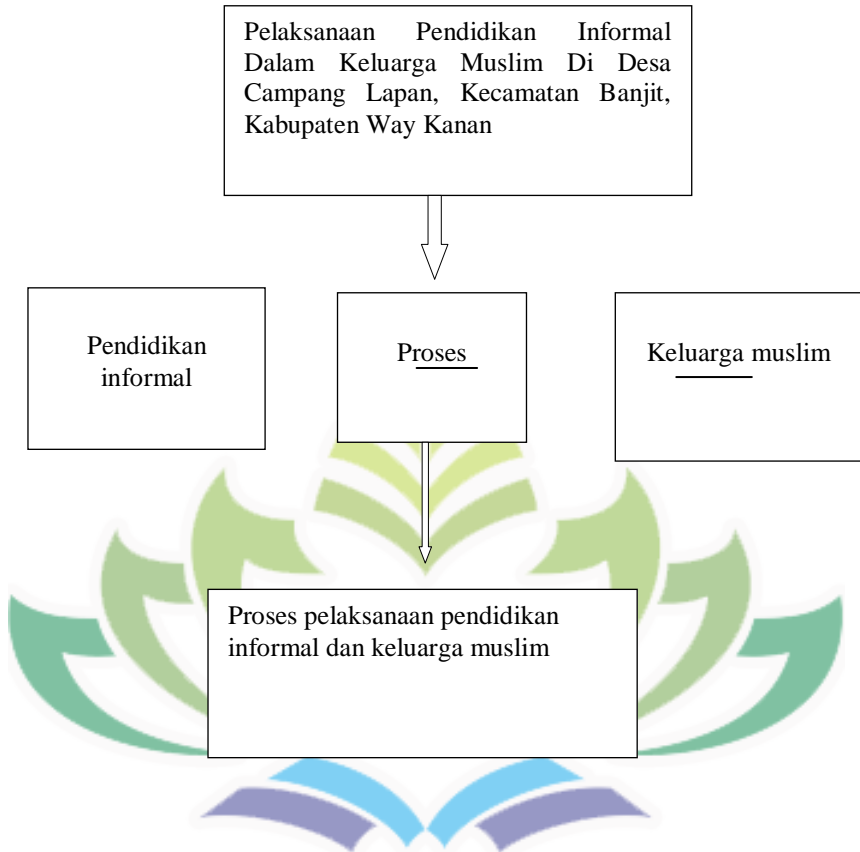 Pelaksanaan Pendidikan Informal
Dalam Keluarga Muslim Di Desa
Campang Lapan, Kecamatan Banjit,
Kabupaten Way Kanan
Pendidikan
informal
Proses
Keluarga muslim
Proses pelaksanaan pendidikan
informal dan keluarga muslim